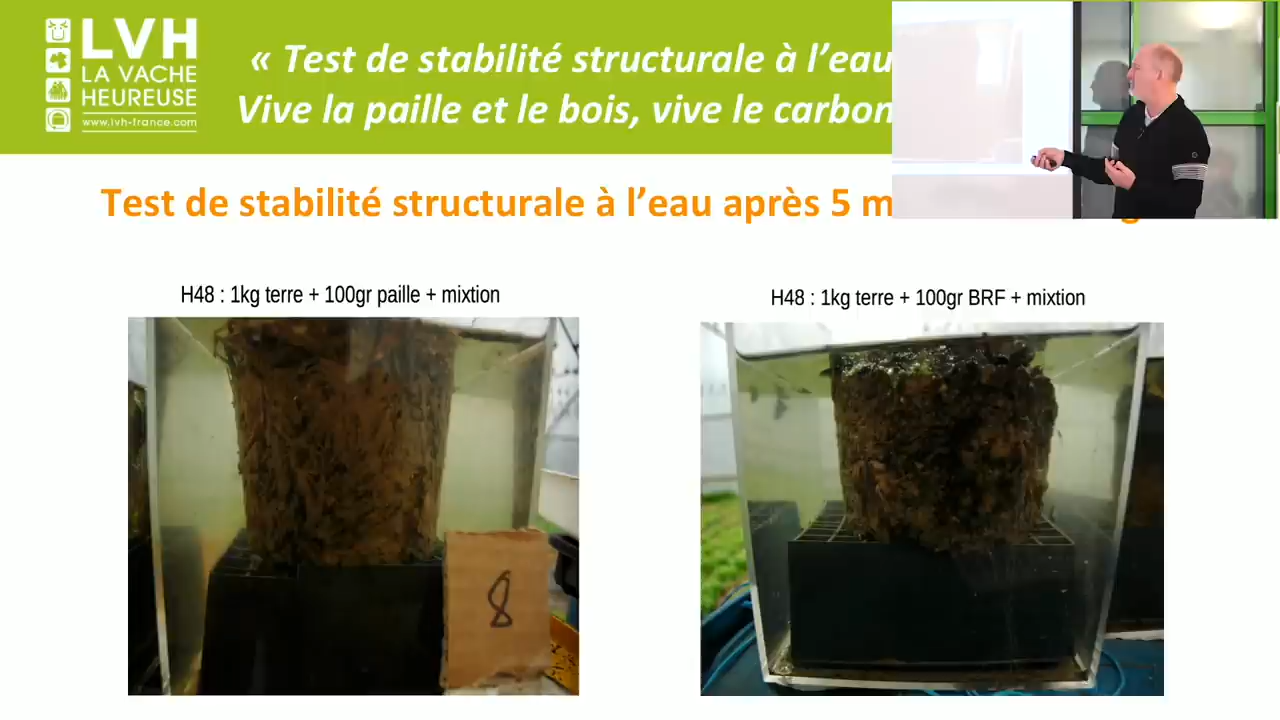 LVH
LA VACHE
HEUREUSE
www.lvh-france.com
« Test de stabilité structurale à l’eau
Vive la paille et le bois, vive le carbon
Test de stabilité structurale à l’eau après 5 m
H48 : 1kg terre + 100gr paille + mixtion
H48 : 1kg terre + 100gr BRF + mixtion
8